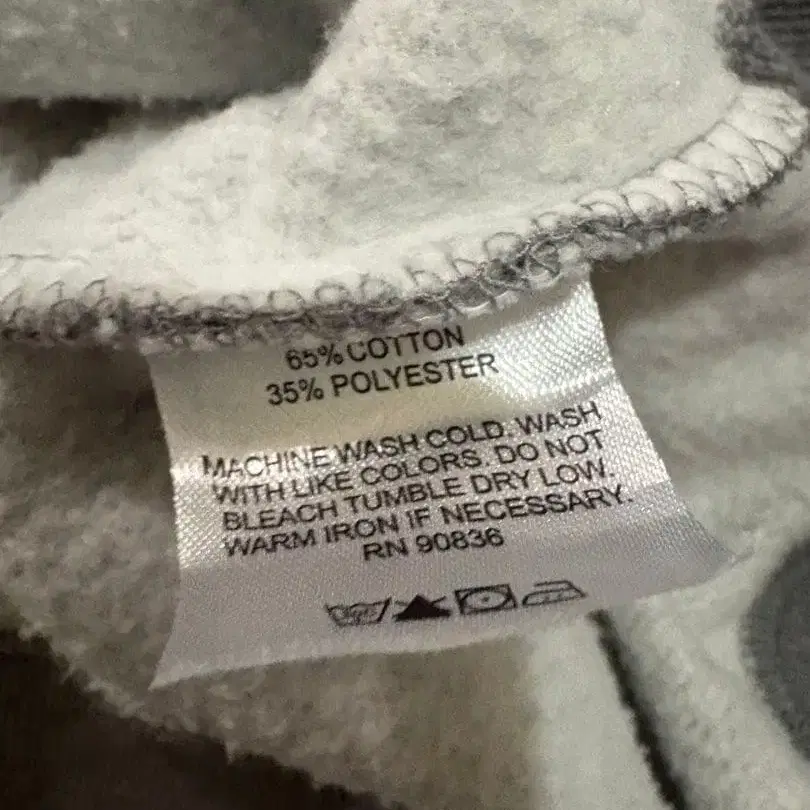 65% COTTON
35% POLYESTER
MACHINE WASH COLD. WASH
WITH LIKE COLORS. DO NOT
BLEACH TUMBLE DRY LOW.
WARM IRON IF NECESSARY.
RN 90836